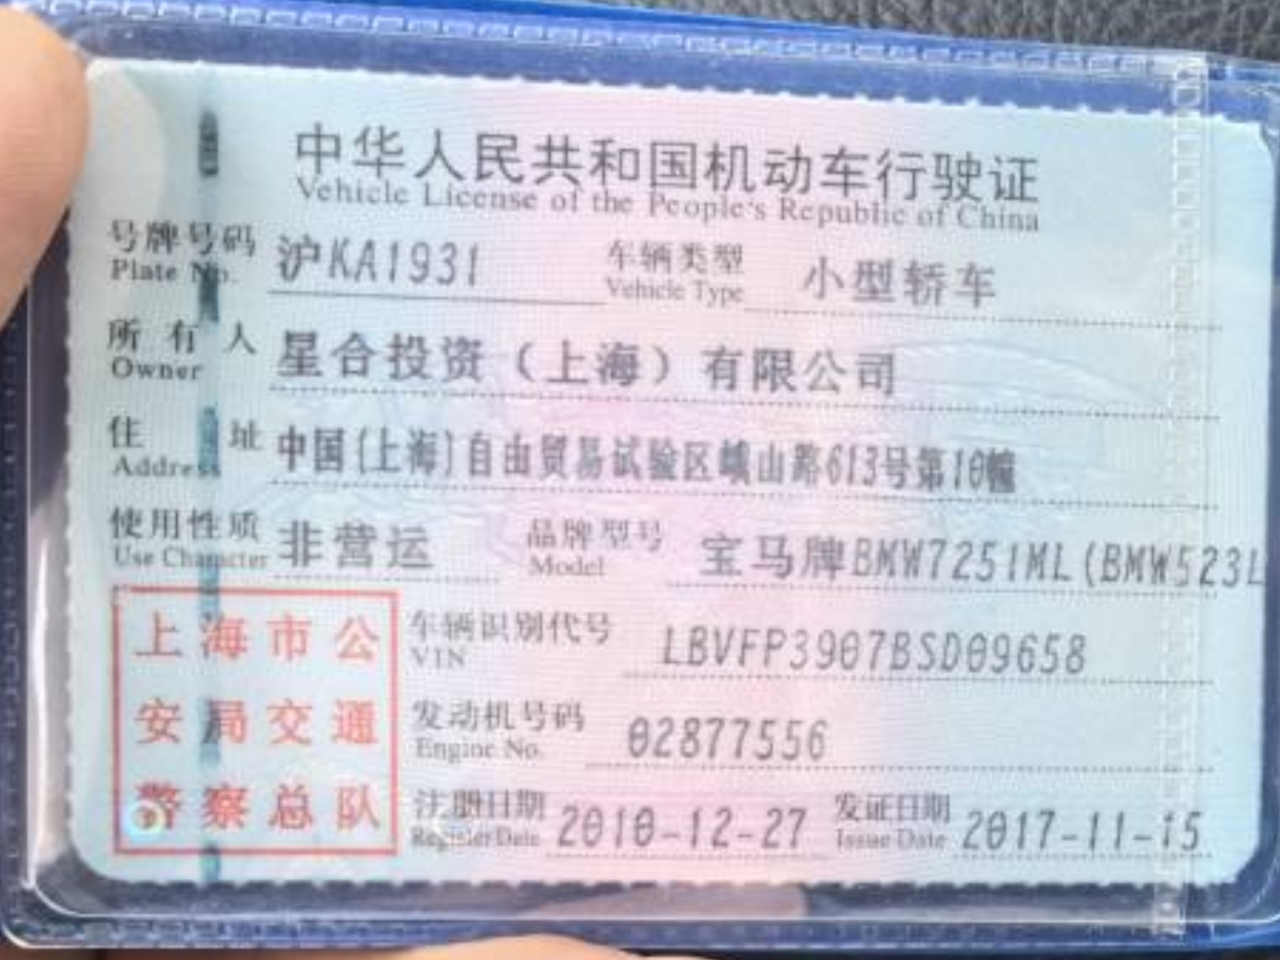 中华人民共和国机动车行驶证
Vehicle License of the People's Republic of China
号牌号码 沪KA1931 车辆类型 小型轿车
Plate No. Vehicle Type
所有人 星合投资（上海）有限公司
Owner
住址 中国(上海)自由贸易试验区峨山路613号第10幢
Address
使用性质 非营运 品牌型号 宝马牌BMW7251ML(BMW523L
Use Character Model
上海市公
安局交通
警察总队
车辆识别代号 LBVFP3907BSD09658
VIN
发动机号码 02877556
Engine No.
注册日期 2010-12-27 发证日期 2017-11-15
Register Date Issue Date